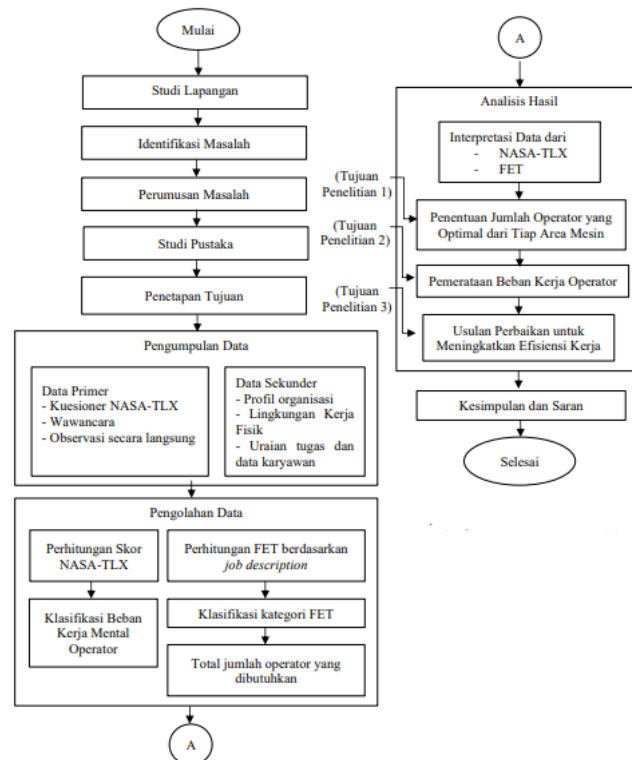 Mulai
Studi Lapangan
Identifikasi Masalah
Perumusan Masalah
Studi Pustaka
Penetapan Tujuan
Pengumpulan Data
Data Primer
- Kuesioner NASA-TLX
- Wawancara
- Observasi secara langsung
Data Sekunder
- Profil organisasi
- Lingkungan Kerja
Fisik
- Uraian tugas dan
data karyawan
Pengolahan Data
Perhitungan Skor
NASA-TLX
Klasifikasi Beban
Kerja Mental
Operator
Perhitungan FET berdasarkan
job description
Klasifikasi kategori FET
Total jumlah operator yang
dibutuhkan
A
A
Analisis Hasil
Interpretasi Data dari
- NASA-TLX
- FET
(Tujuan
Penelitian 1)
Penentuan Jumlah Operator yang
Optimal dari Tiap Area Mesin
(Tujuan
Penelitian 2)
Pemerataan Beban Kerja Operator
(Tujuan
Penelitian 3)
Usulan Perbaikan untuk
Meningkatkan Efisiensi Kerja
Kesimpulan dan Saran
Selesai